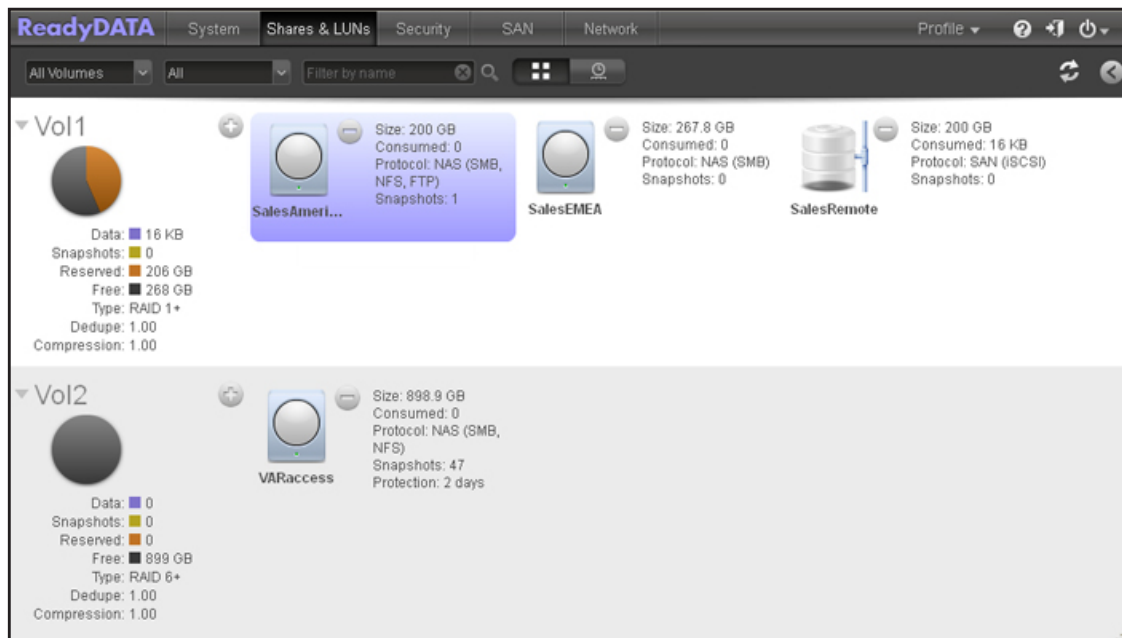 ReadyDATA System Shares & LUNs Security SAN Network Profile
All Volumes All Filter by name
Vol1
Data: 16 KB
Snapshots: 0
Reserved: 206 GB
Free: 268 GB
Type: RAID 1+
Dedupe: 1.00
Compression: 1.00
SalesAmeri...
Size: 200 GB
Consumed: 0
Protocol: NAS (SMB,
NFS, FTP)
Snapshots: 1
SalesEMEA
Size: 267.8 GB
Consumed: 0
Protocol: NAS (SMB)
Snapshots: 0
SalesRemote
Size: 200 GB
Consumed: 16 KB
Protocol: SAN (iSCSI)
Snapshots: 0
Vol2
Data: 0
Snapshots: 0
Reserved: 0
Free: 899 GB
Type: RAID 6+
Dedupe: 1.00
Compression: 1.00
VARaccess
Size: 898.9 GB
Consumed: 0
Protocol: NAS (SMB,
NFS)
Snapshots: 47
Protection: 2 days